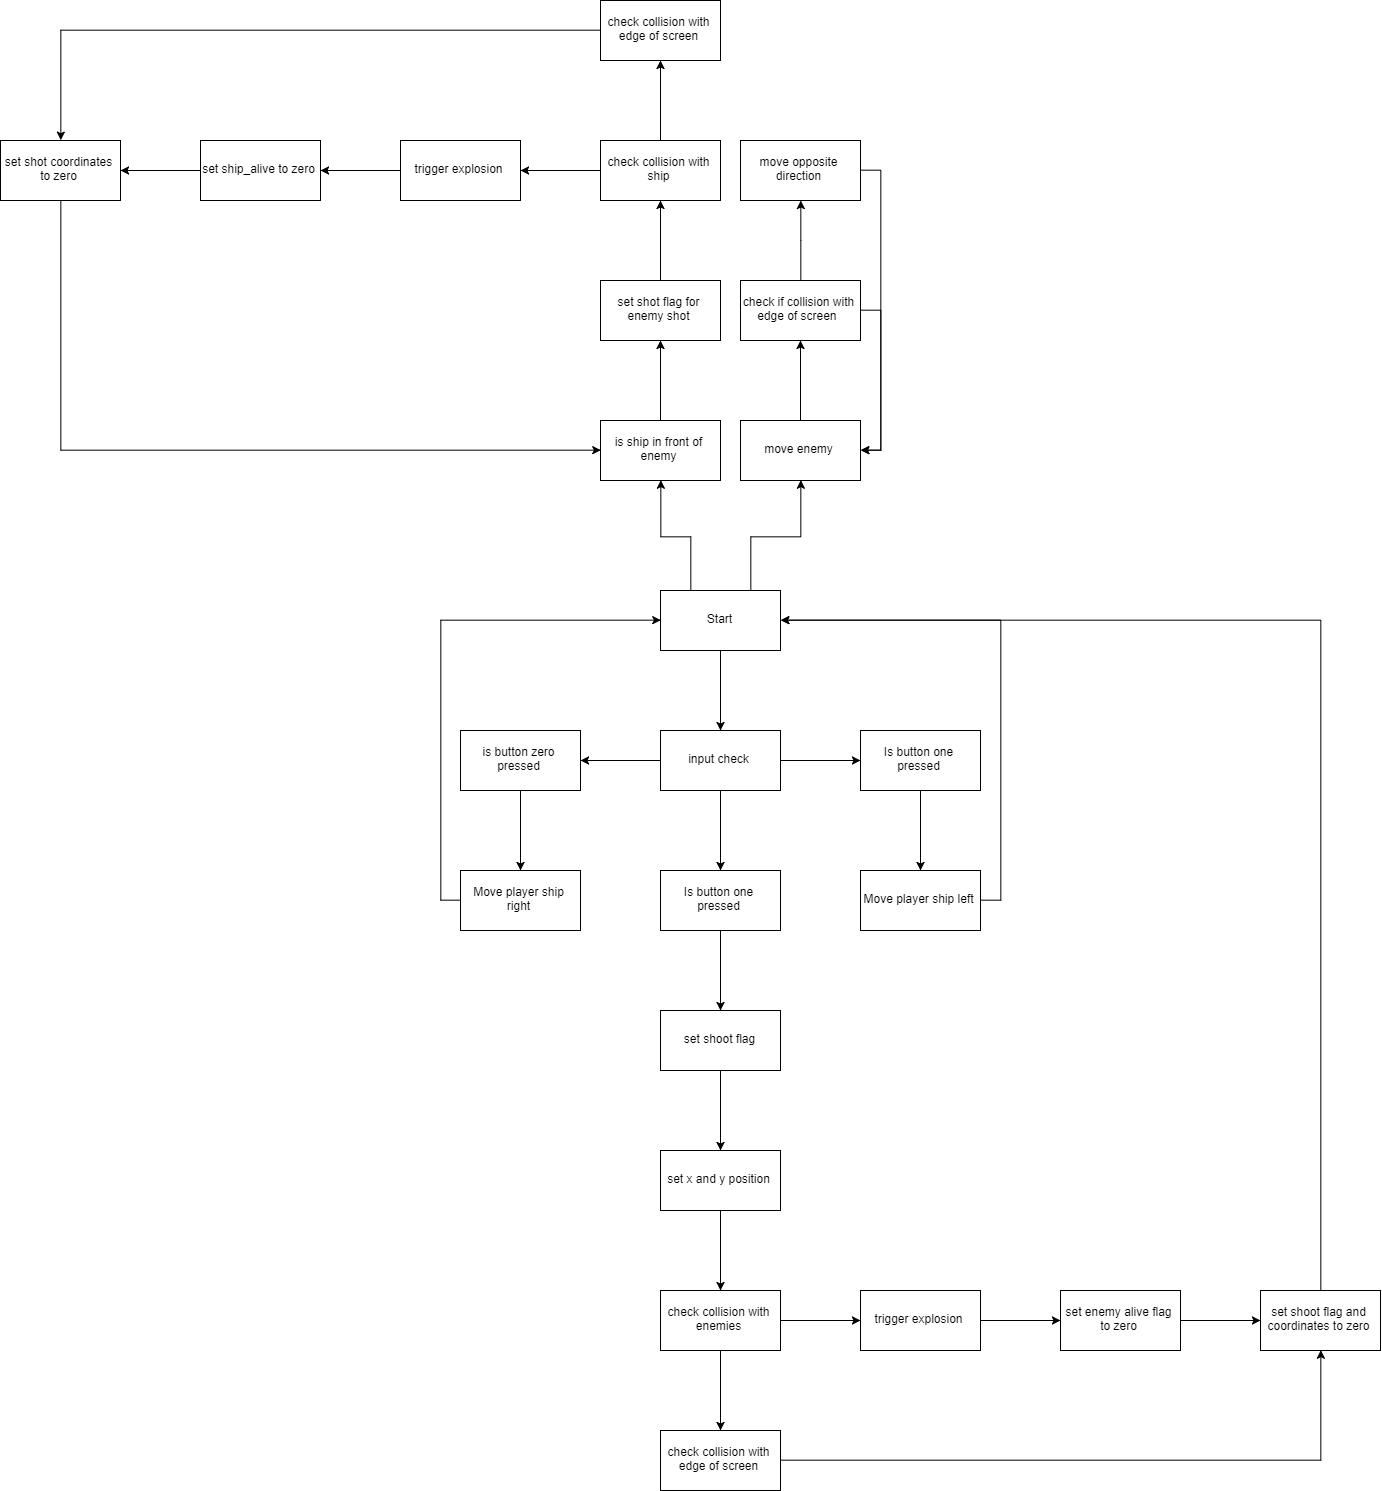 check collision with
edge of screen
set shot coordinates
to zero
set ship_alive to zero
trigger explosion
check collision with
ship
move opposite
direction
set shot flag for
enemy shot
check if collision with
edge of screen
is ship in front of
enemy
move enemy
Start
is button zero
pressed
input check
Is button one
pressed
Move player ship
right
Is button one
pressed
Move player ship left
set shoot flag
set x and y position
check collision with
enemies
trigger explosion
set enemy alive flag
to zero
set shoot flag and
coordinates to zero
check collision with
edge of screen